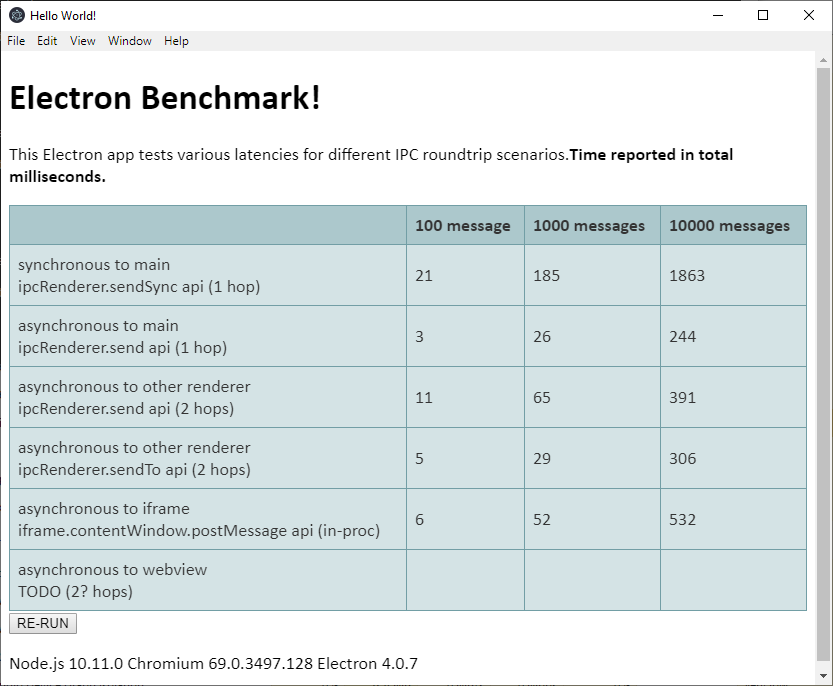 Hello World!
File Edit View Window Help
Electron Benchmark!
This Electron app tests various latencies for different IPC roundtrip scenarios.Time reported in total
milliseconds.
100 message 1000 messages 10000 messages
synchronous to main
ipcRenderer.sendSync api (1 hop) 21 185 1863
asynchronous to main
ipcRenderer.send api (1 hop) 3 26 244
asynchronous to other renderer
ipcRenderer.send api (2 hops) 11 65 391
asynchronous to other renderer
ipcRenderer.sendTo api (2 hops) 5 29 306
asynchronous to iframe
iframe.contentWindow.postMessage api (in-proc) 6 52 532
asynchronous to webview
TODO (2? hops)
RE-RUN
Node.js 10.11.0 Chromium 69.0.3497.128 Electron 4.0.7